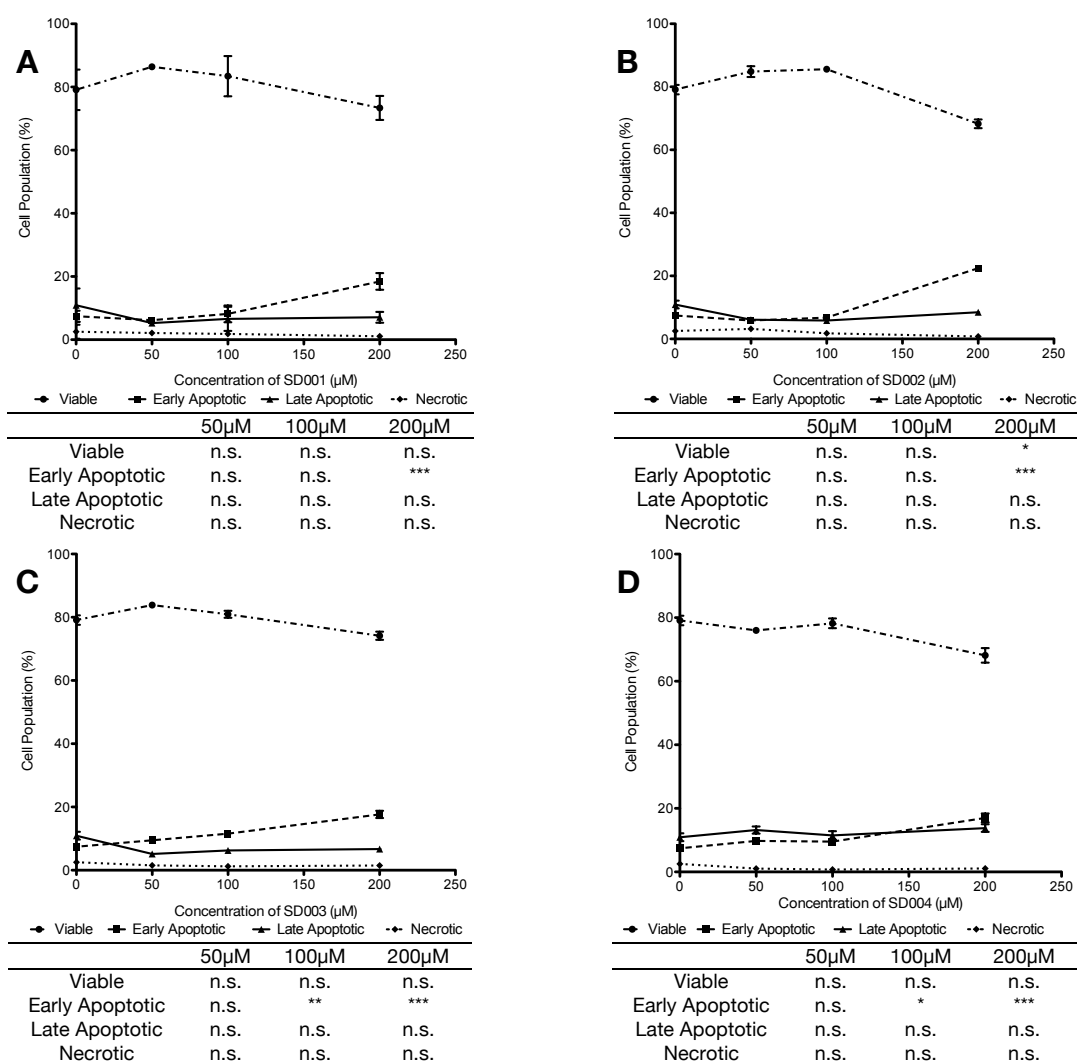 A
Cell Population (%)
100
80
60
40
20
0
0 50 100 150 200 250
Concentration of SD001 (µM)
Viable Early Apoptotic Late Apoptotic Necrotic
50µM 100µM 200µM
Viable n.s. n.s. n.s.
Early Apoptotic n.s. n.s. ***
Late Apoptotic n.s. n.s. n.s.
Necrotic n.s. n.s. n.s.
B
Cell Population (%)
100
80
60
40
20
0
0 50 100 150 200 250
Concentration of SD002 (µM)
Viable Early Apoptotic Late Apoptotic Necrotic
50µM 100µM 200µM
Viable n.s. n.s. *
Early Apoptotic n.s. n.s. ***
Late Apoptotic n.s. n.s. n.s.
Necrotic n.s. n.s. n.s.
C
Cell Population (%)
100
80
60
40
20
0
0 50 100 150 200 250
Concentration of SD003 (µM)
Viable Early Apoptotic Late Apoptotic Necrotic
50µM 100µM 200µM
Viable n.s. n.s. n.s.
Early Apoptotic n.s. ** ***
Late Apoptotic n.s. n.s. n.s.
Necrotic n.s. n.s. n.s.
D
Cell Population (%)
100
80
60
40
20
0
0 50 100 150 200 250
Concentration of SD004 (µM)
Viable Early Apoptotic Late Apoptotic Necrotic
50µM 100µM 200µM
Viable n.s. n.s. n.s.
Early Apoptotic n.s. * ***
Late Apoptotic n.s. n.s. n.s.
Necrotic n.s. n.s. n.s.